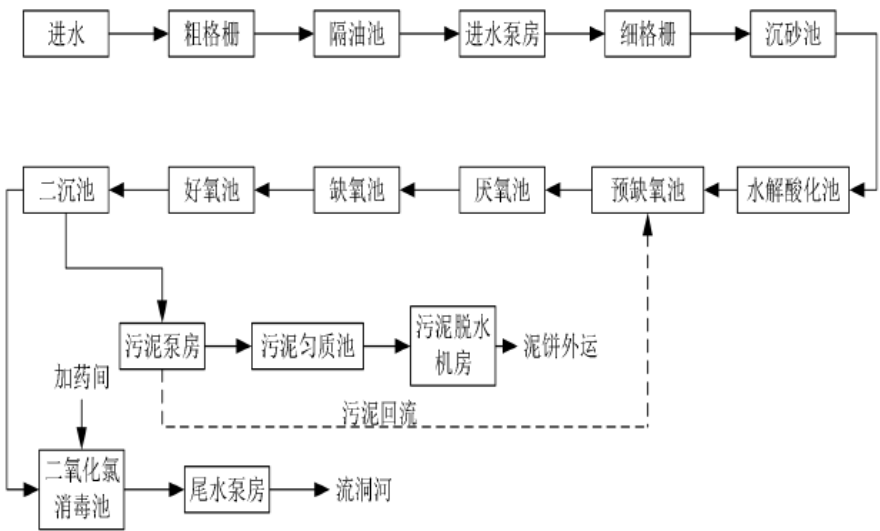 进水
粗格栅
隔油池
进水泵房
细格栅
沉砂池
二沉池
好氧池
缺氧池
厌氧池
预缺氧池
水解酸化池
污泥泵房
污泥匀质池
污泥脱水
机房
泥饼外运
加药间
污泥回流
二氧化氯
消毒池
尾水泵房
流洞河